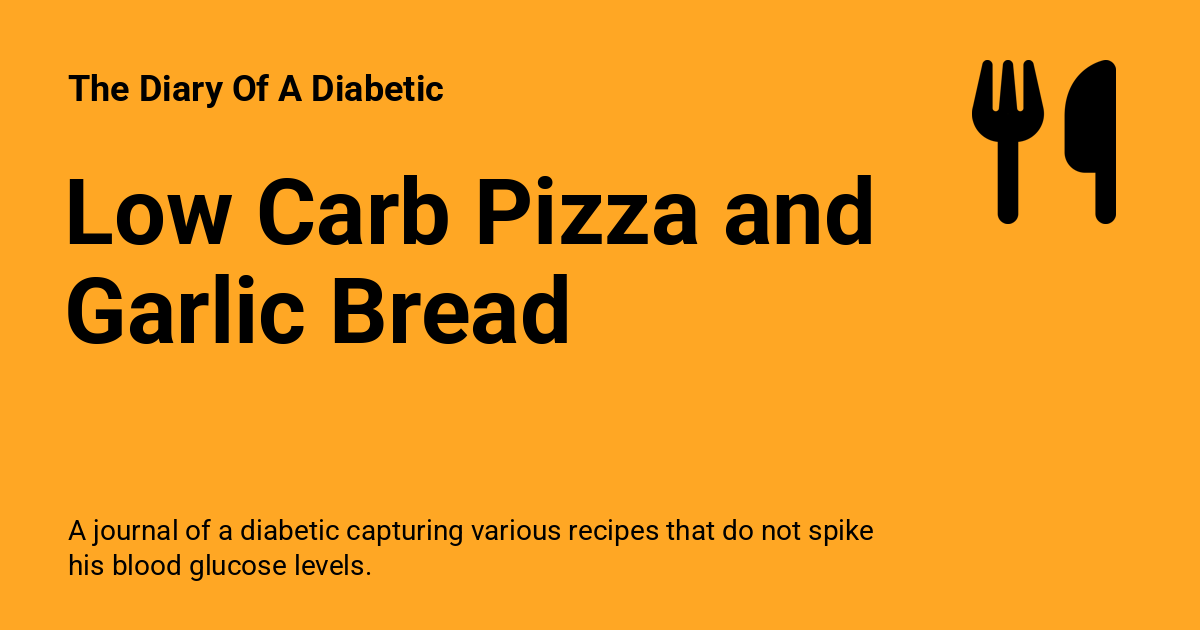 The Diary Of A Diabetic
Low Carb Pizza and
Garlic Bread
A journal of a diabetic capturing various recipes that do not spike
his blood glucose levels.